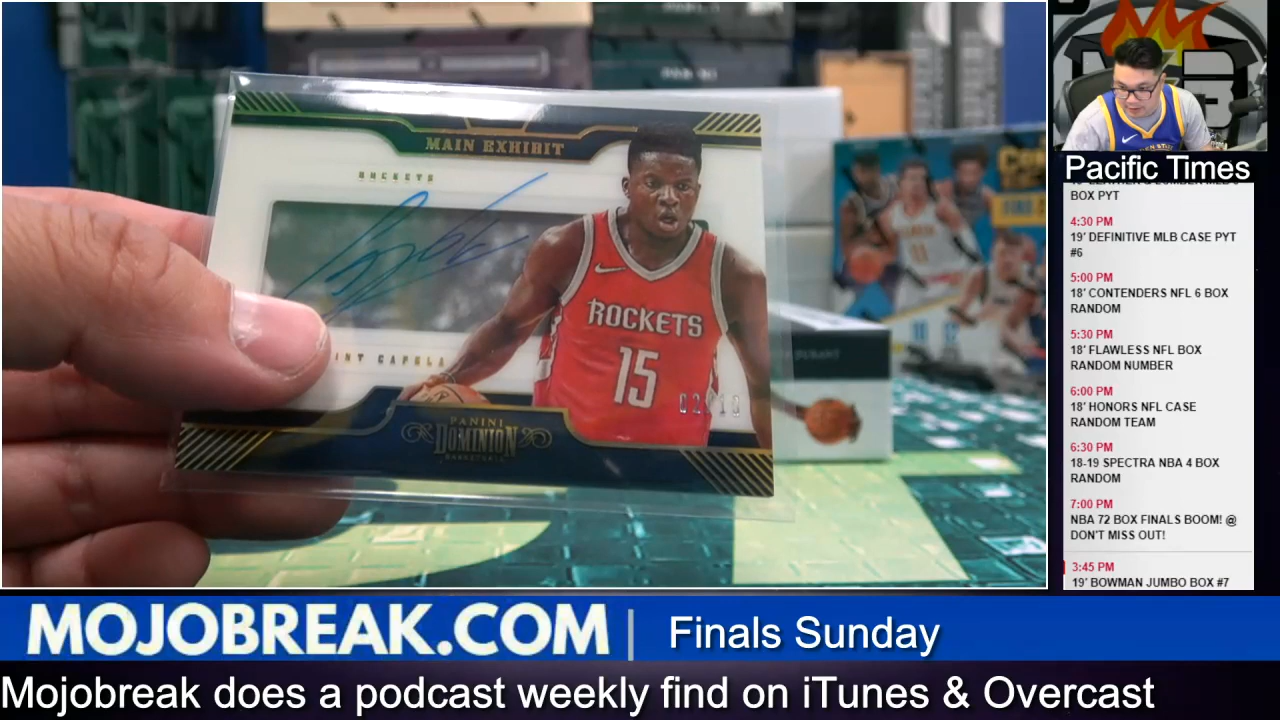 MAIN EXHIBIT
ROCKETS
INT CAPELA
ROCKETS
15
PANINI
DOMINION
BASKETBALL
Pacific Times
BOX PYT
4:30 PM
19' DEFINITIVE MLB CASE PYT
#6
5:00 PM
18' CONTENDERS NFL 6 BOX
RANDOM
5:30 PM
18' FLAWLESS NFL BOX
RANDOM NUMBER
6:00 PM
18' HONORS NFL CASE
RANDOM TEAM
6:30 PM
18-19 SPECTRA NBA 4 BOX
RANDOM
7:00 PM
NBA 72 BOX FINALS BOOM! @
DON'T MISS OUT!
3:45 PM
19' BOWMAN JUMBO BOX #7
MOJOBREAK.COM | Finals Sunday
Mojobreak does a podcast weekly find on iTunes & Overcast